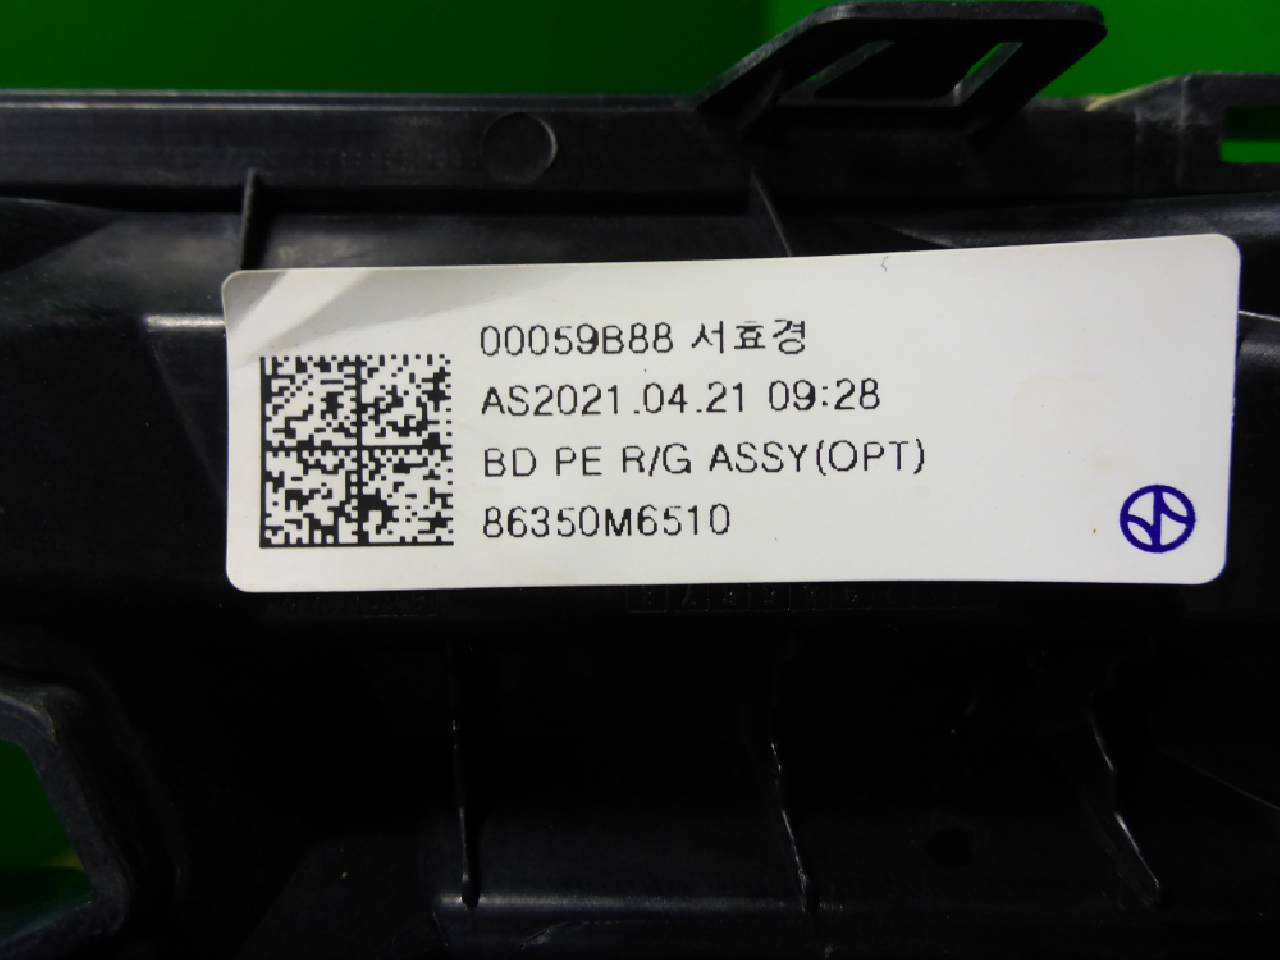 00059B88 서효경
AS2021.04.21 09:28
BD PE R/G ASSY(OPT)
86350M6510